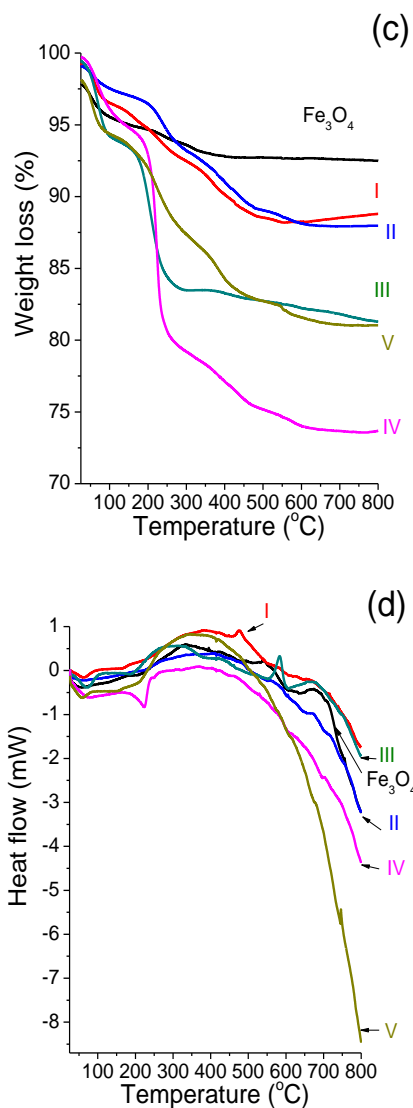 (c)
100
95
90
85
80
75
70
Weight loss (%)
Fe₃O₄
I
II
III
V
IV
100 200 300 400 500 600 700 800
Temperature (°C)
(d)
1
0
-1
-2
-3
-4
-5
-6
-7
-8
Heat flow (mW)
I
III
Fe₃O₄
II
IV
V
100 200 300 400 500 600 700 800
Temperature (°C)